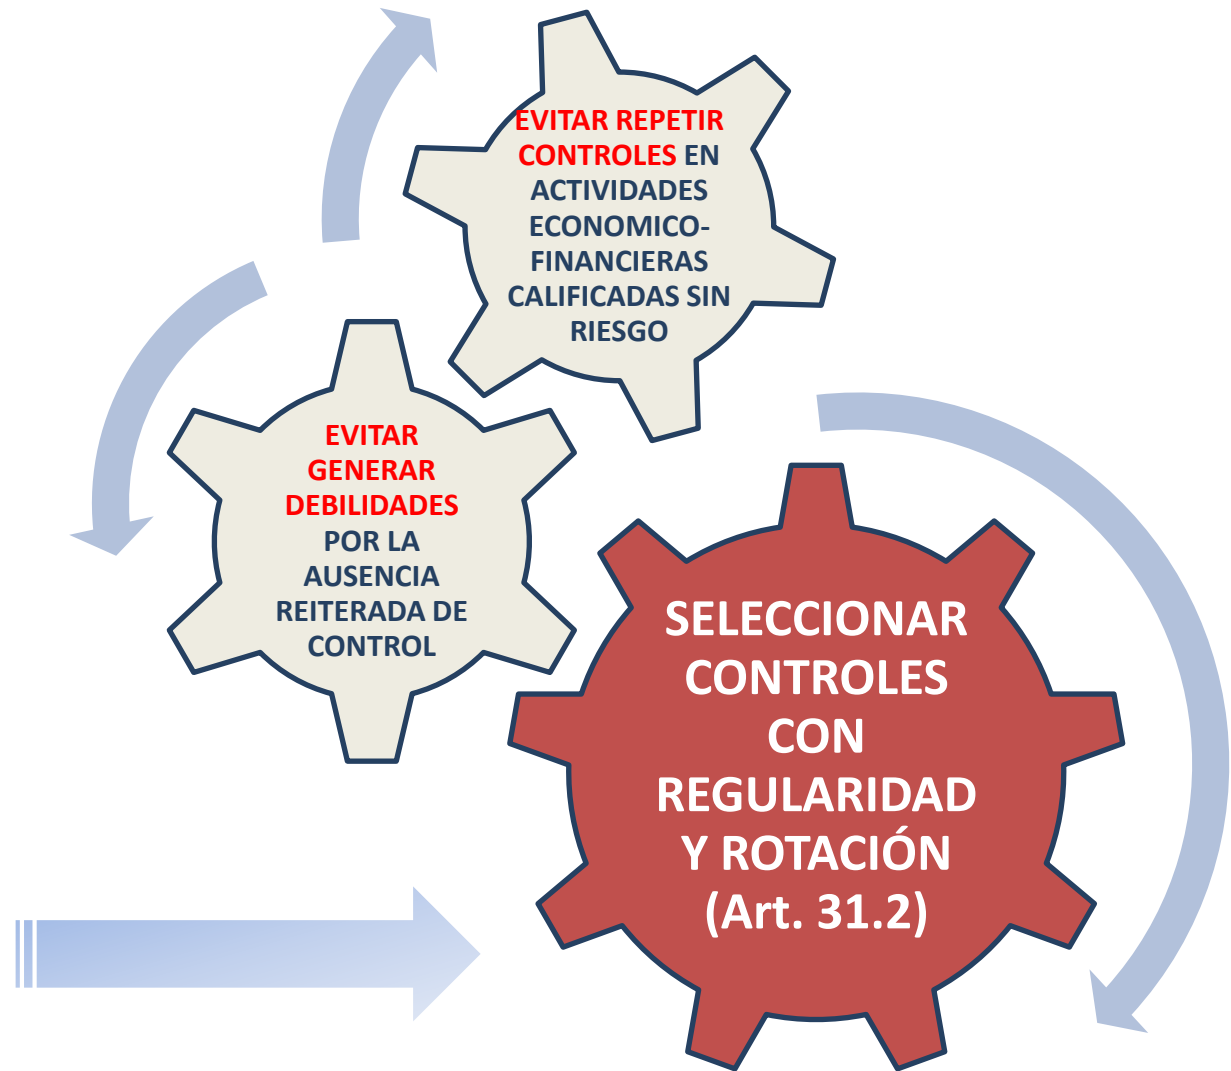 EVITAR REPETIR
CONTROLES EN
ACTIVIDADES
ECONOMICO-
FINANCIERAS
CALIFICADAS SIN
RIESGO
EVITAR
GENERAR
DEBILIDADES
POR LA
AUSENCIA
REITERADA DE
CONTROL
SELECCIONAR
CONTROLES
CON
REGULARIDAD
Y ROTACIÓN
(Art. 31.2)